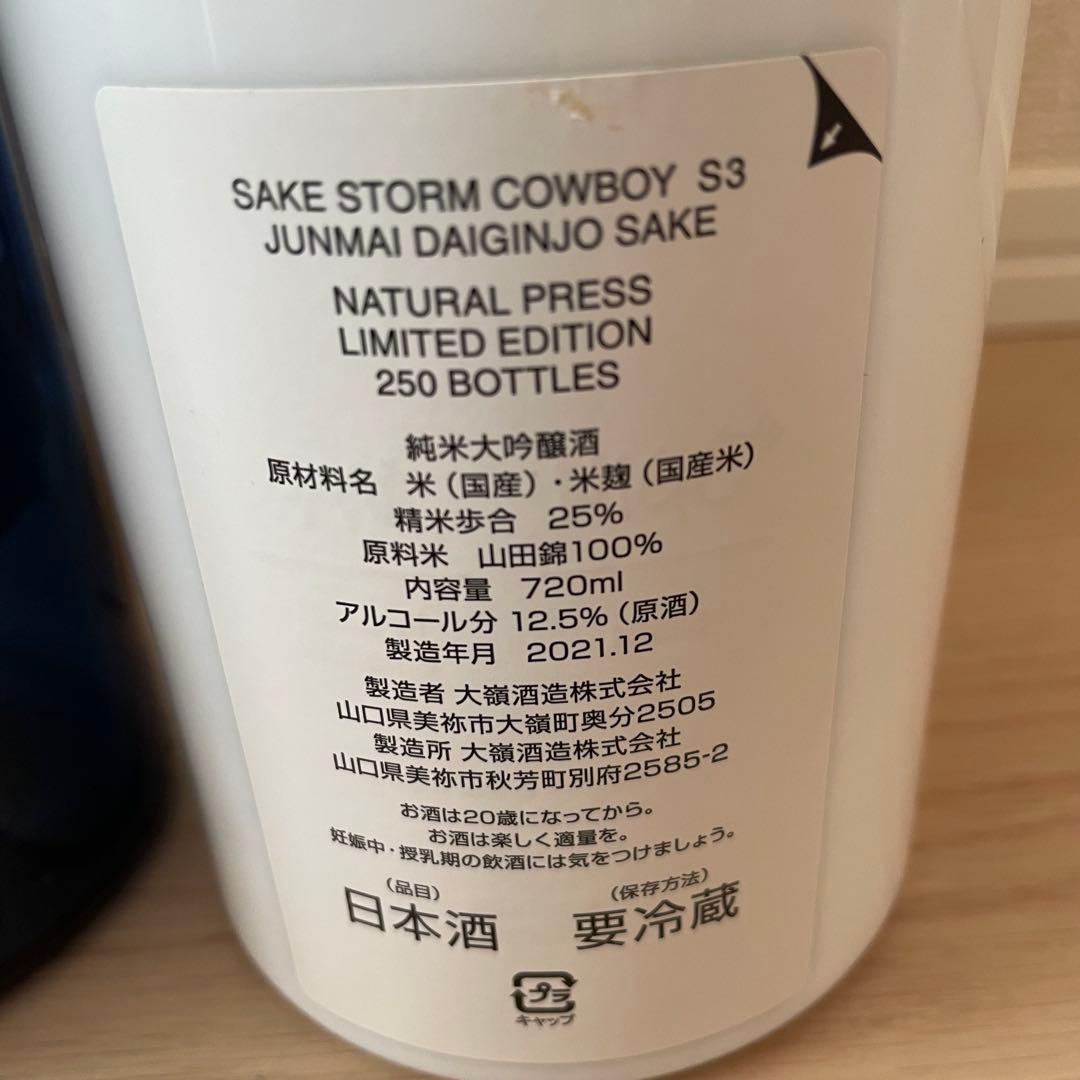 SAKE STORM COWBOY S3
JUNMAI DAIGINJO SAKE
NATURAL PRESS
LIMITED EDITION
250 BOTTLES
純米大吟醸酒
原材料名 米（国産）・米麹（国産米）
精米歩合 25%
原料米 山田錦100%
内容量 720ml
アルコール分 12.5%（原酒）
製造年月 2021.12
製造者 大嶺酒造株式会社
山口県美祢市大嶺町奥分2505
製造所 大嶺酒造株式会社
山口県美祢市秋芳町別府2585-2
お酒は20歳になってから。
お酒は楽しく適量を。
妊娠中・授乳期の飲酒には気をつけましょう。
（品目） （保存方法）
日本酒 要冷蔵
プラ
キャップ